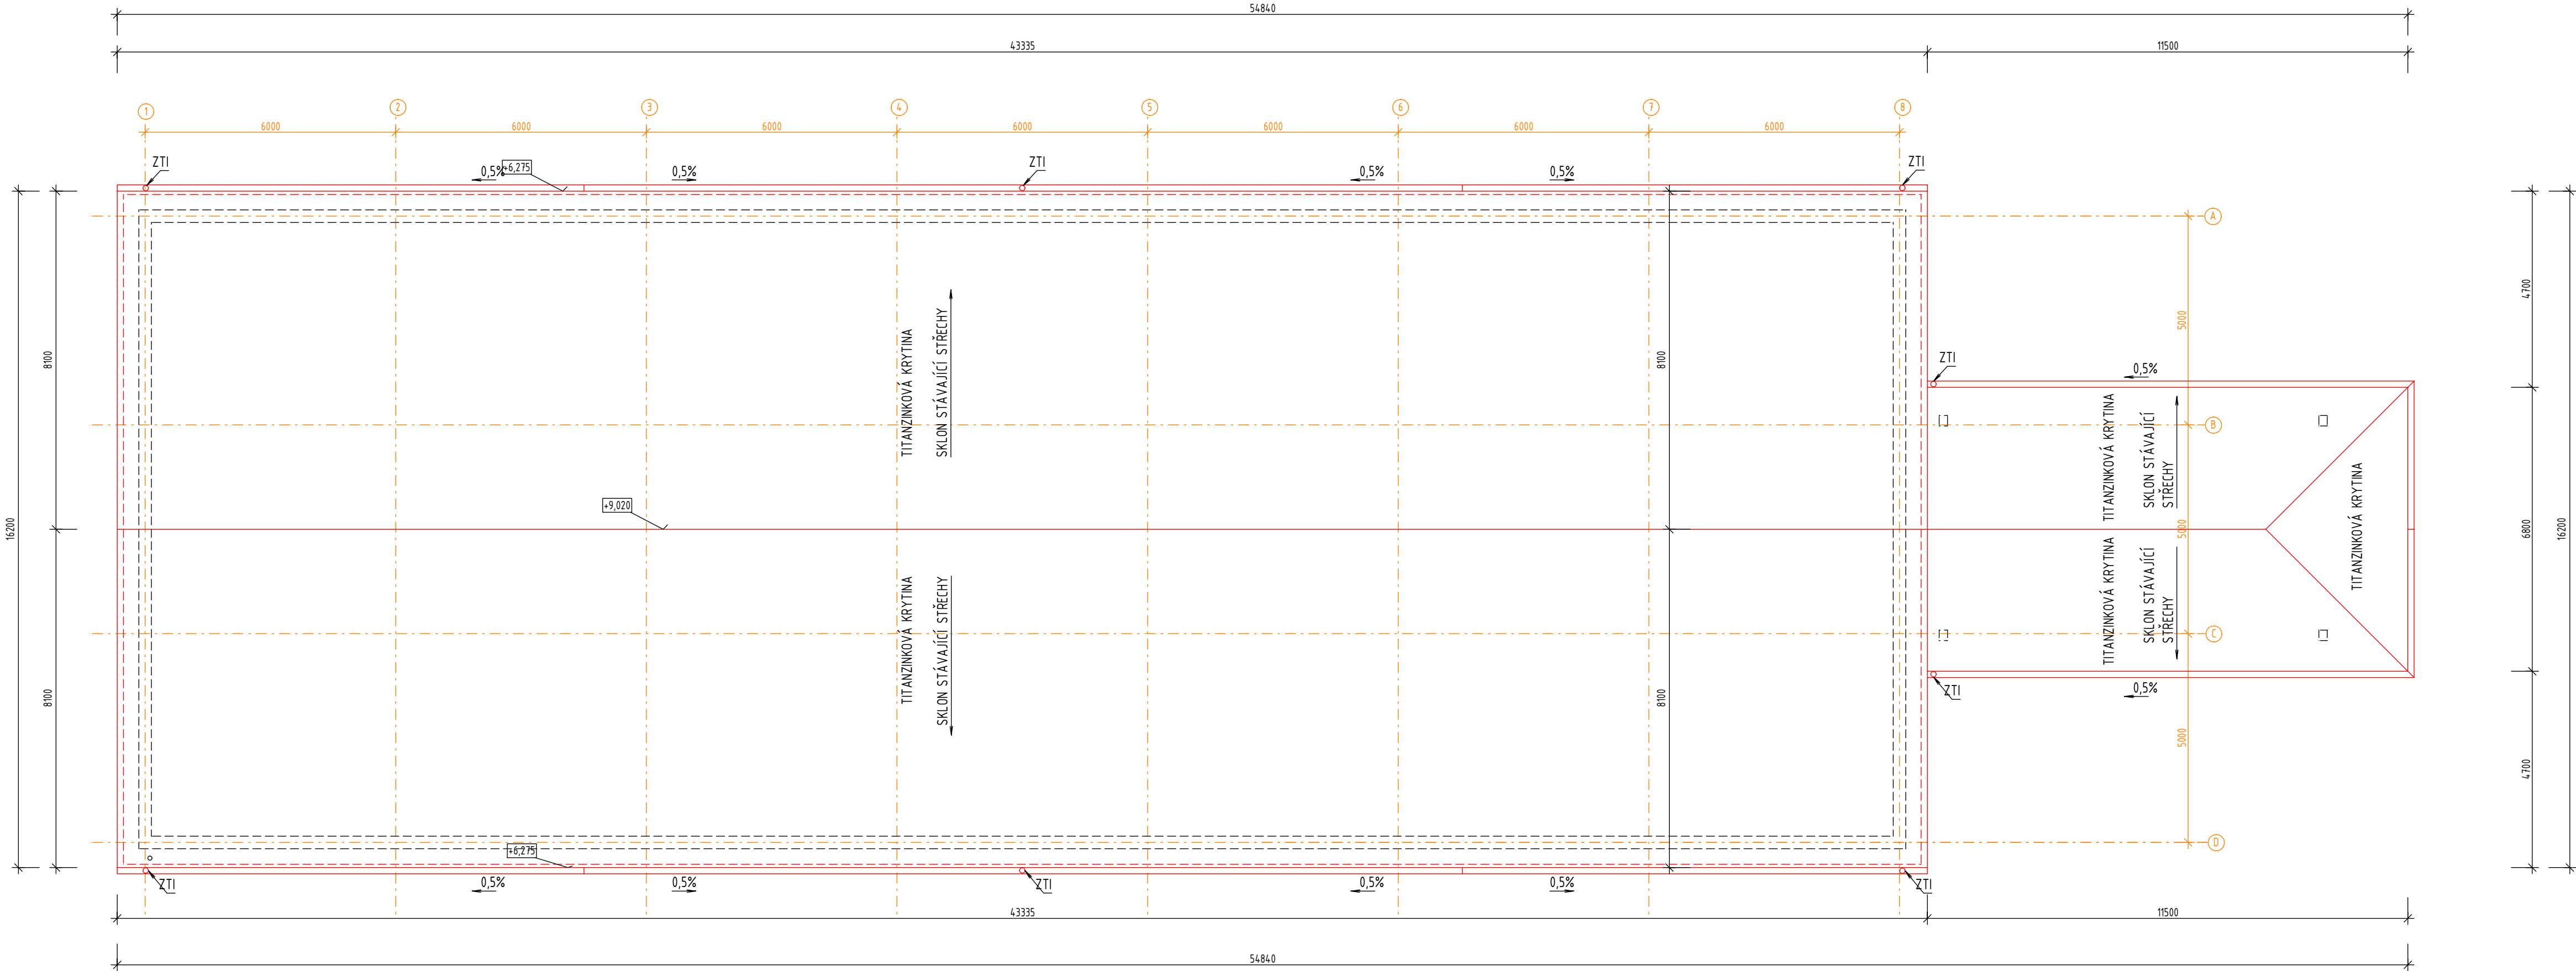 54840
43335
11500
1
2
3
4
5
6
7
8
6000
6000
6000
6000
6000
6000
6000
ZTI
0,5%
+6,275
0,5%
ZTI
0,5%
0,5%
ZTI
A
4700
5000
8100
8100
TITANZINKOVÁ KRYTINA
SKLON STÁVAJÍCÍ STŘECHY
ZTI
0,5%
B
TITANZINKOVÁ KRYTINA
SKLON STÁVAJÍCÍ
STŘECHY
+9,020
16200
5000
6800
16200
TITANZINKOVÁ KRYTINA
TITANZINKOVÁ KRYTINA
SKLON STÁVAJÍCÍ STŘECHY
TITANZINKOVÁ KRYTINA
SKLON STÁVAJÍCÍ
STŘECHY
C
8100
8100
ZTI
0,5%
5000
4700
D
+6,275
ZTI
0,5%
0,5%
ZTI
0,5%
0,5%
ZTI
43335
11500
54840